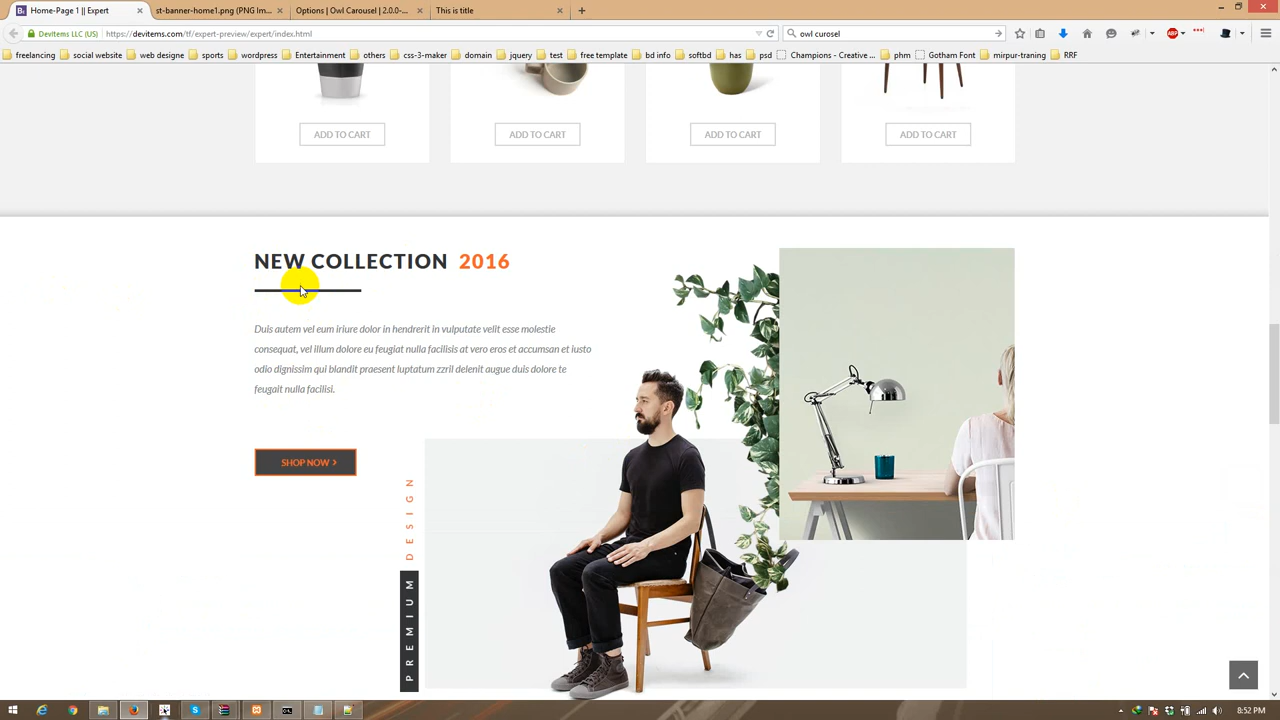 Home-Page 1 || Expert
st-banner-home1.png (PNG Im...
Options | Owl Carousel | 2.0.0-...
This is title
DevItems LLC (US)
https://devitems.com/tf/expert-preview/expert/index.html
owl curosel
ABP
freelancing
social website
web designe
sports
wordpress
Entertainment
others
css-3-maker
domain
jquery
test
free template
bd info
softbd
has
psd
Champions - Creative ...
phm
Gotham Font
mirpur-traning
RRF
ADD TO CART
ADD TO CART
ADD TO CART
ADD TO CART
NEW COLLECTION 2016
Duis autem vel eum iriure dolor in hendrerit in vulputate velit esse molestie
consequat, vel illum dolore eu feugiat nulla facilisis at vero eros et accumsan et iusto
odio dignissim qui blandit praesent luptatum zzril delenit augue duis dolore te
feugait nulla facilisi.
SHOP NOW >
PREMIUM DESIGN
8:52 PM